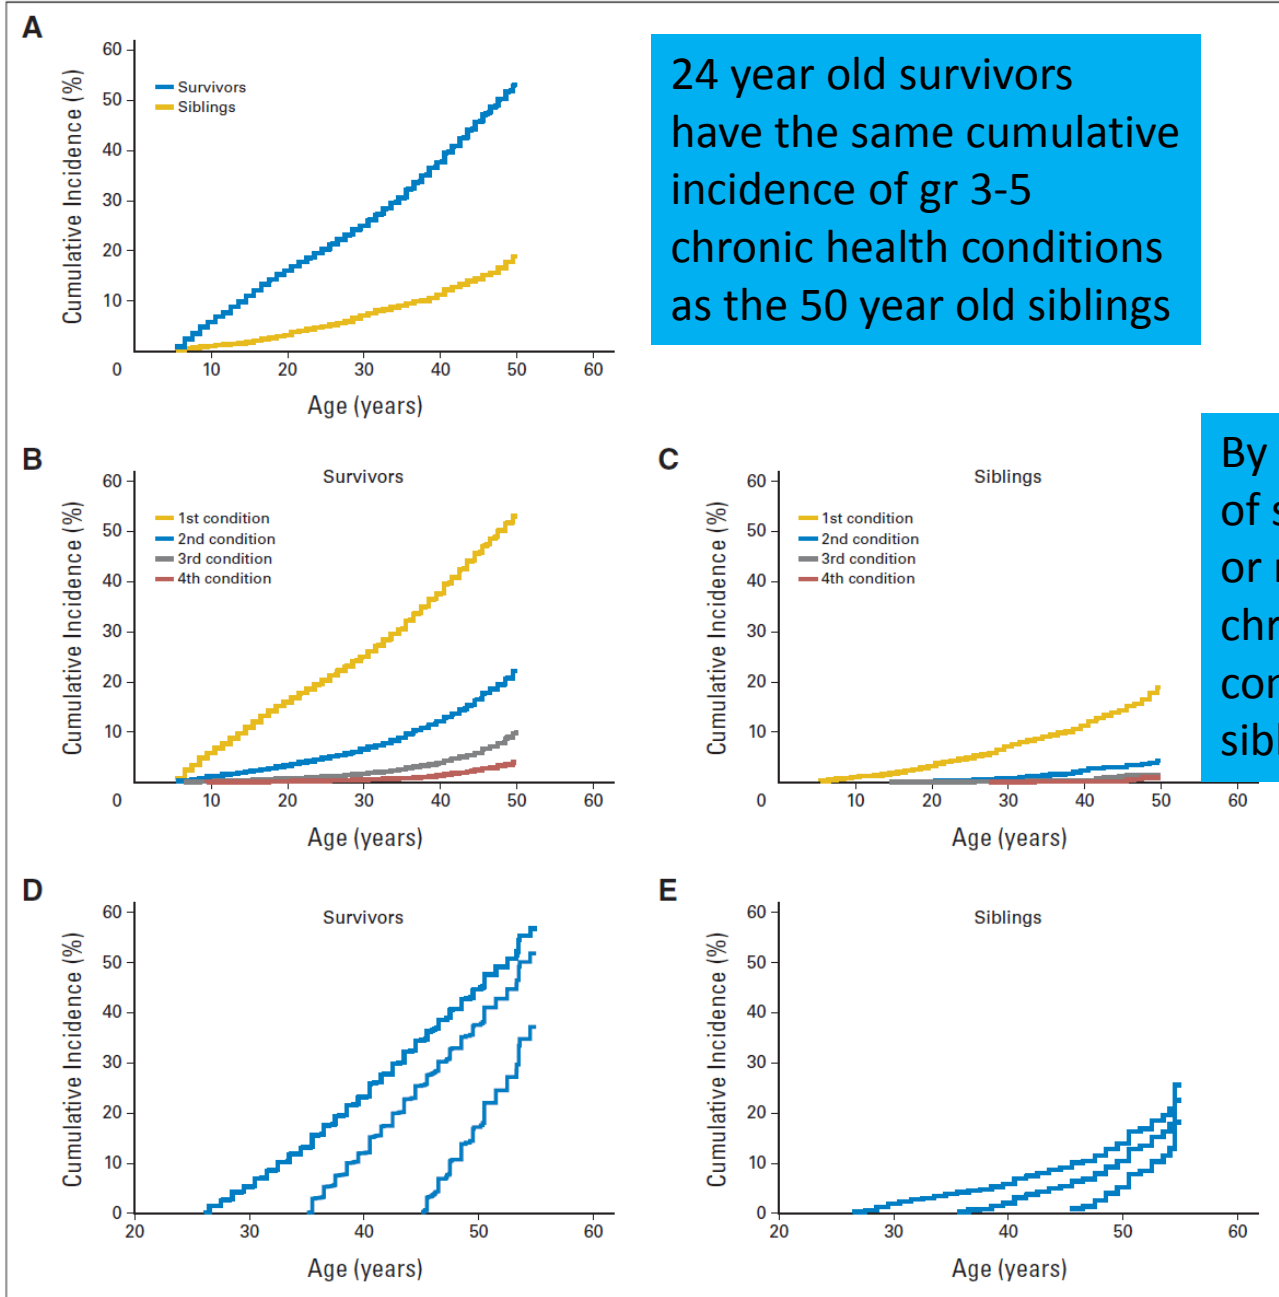 A
60
50
40
30
20
10
0
Cumulative Incidence (%)
Survivors
Siblings
10 20 30 40 50 60
Age (years)
24 year old survivors
have the same cumulative
incidence of gr 3-5
chronic health conditions
as the 50 year old siblings
B
Survivors
60
50
40
30
20
10
0
Cumulative Incidence (%)
1st condition
2nd condition
3rd condition
4th condition
10 20 30 40 50 60
Age (years)
C
Siblings
60
50
40
30
20
10
0
Cumulative Incidence (%)
1st condition
2nd condition
3rd condition
4th condition
10 20 30 40 50 60
Age (years)
By
of s
or
chr
con
sibl
D
Survivors
60
50
40
30
20
10
0
Cumulative Incidence (%)
20 30 40 50 60
Age (years)
E
Siblings
60
50
40
30
20
10
0
Cumulative Incidence (%)
20 30 40 50 60
Age (years)